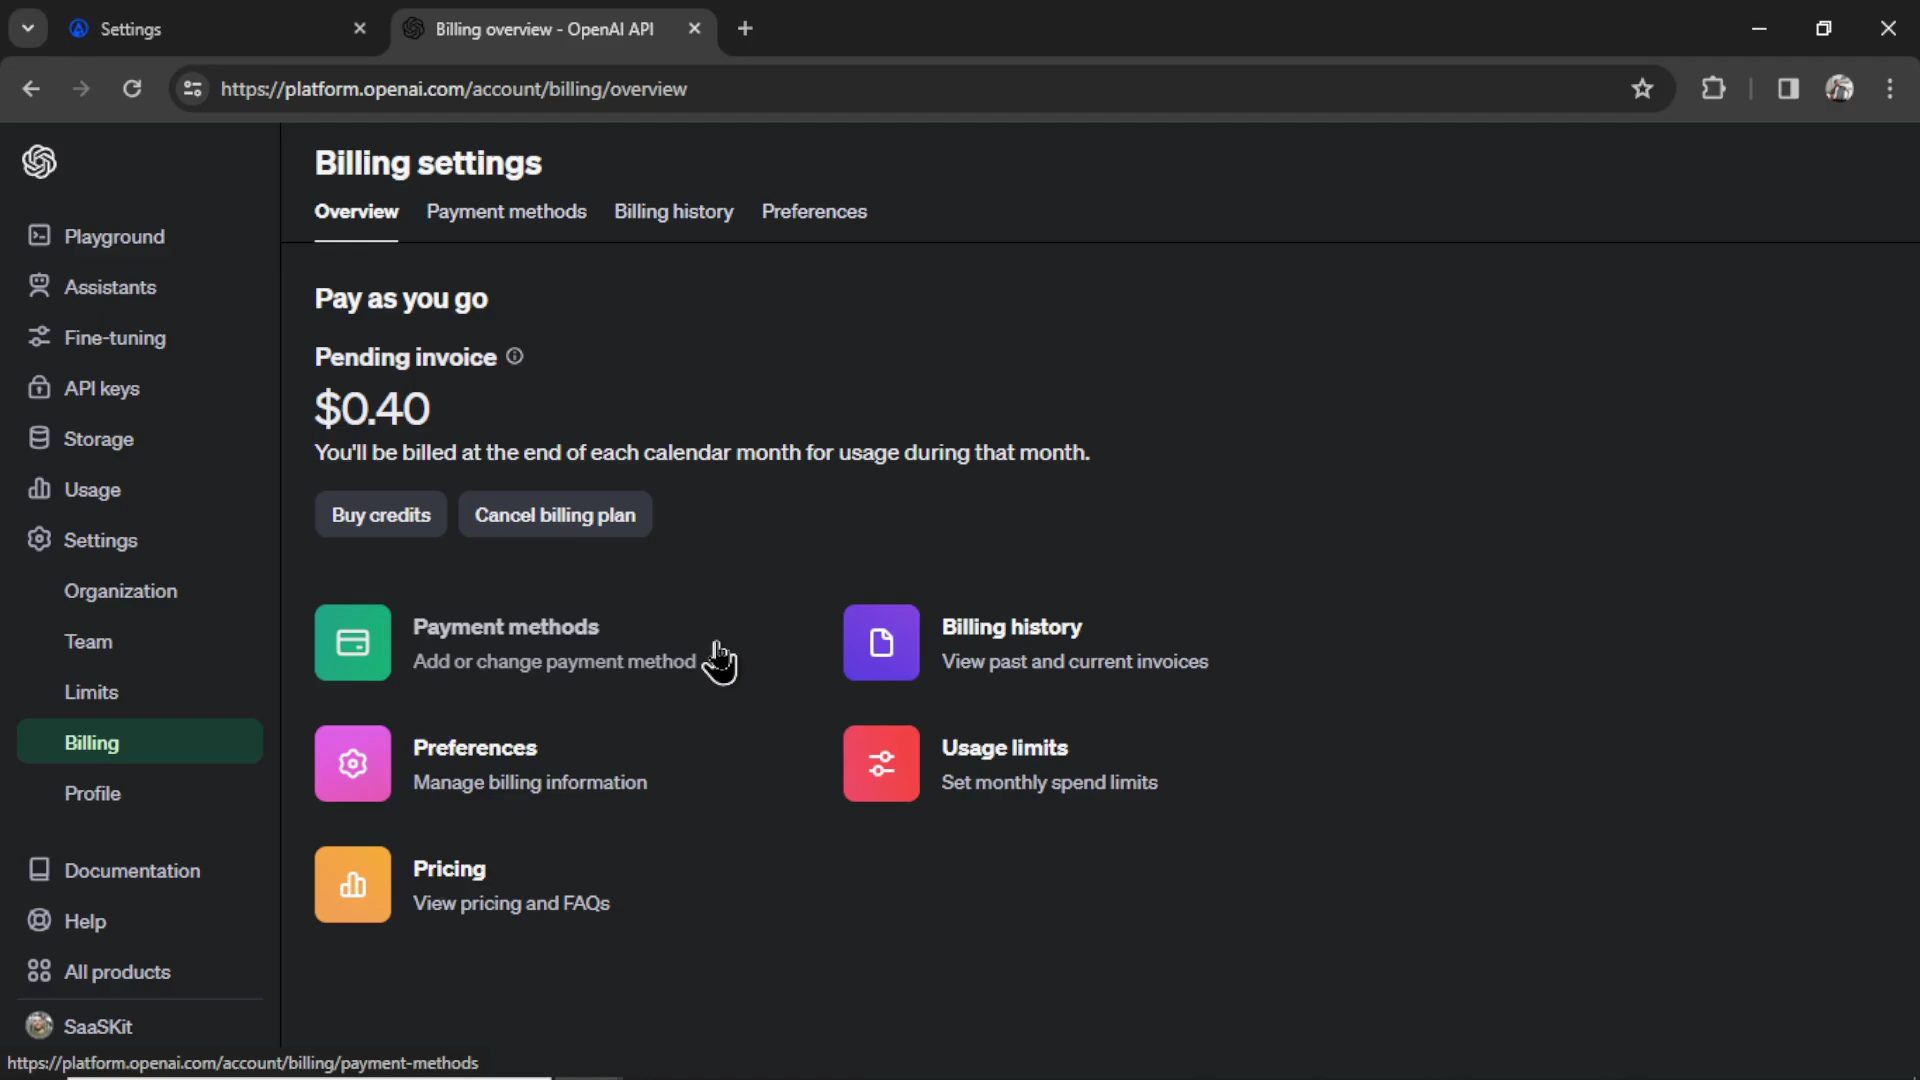 Settings
Billing overview - OpenAI API
https://platform.openai.com/account/billing/overview
Billing settings
Overview
Payment methods
Billing history
Preferences
Playground
Assistants
Fine-tuning
API keys
Storage
Usage
Settings
Organization
Team
Limits
Billing
Profile
Documentation
Help
All products
SaaSKit
Pay as you go
Pending invoice
$0.40
You'll be billed at the end of each calendar month for usage during that month.
Buy credits
Cancel billing plan
Payment methods
Add or change payment method
Billing history
View past and current invoices
Preferences
Manage billing information
Usage limits
Set monthly spend limits
Pricing
View pricing and FAQs
https://platform.openai.com/account/billing/payment-methods